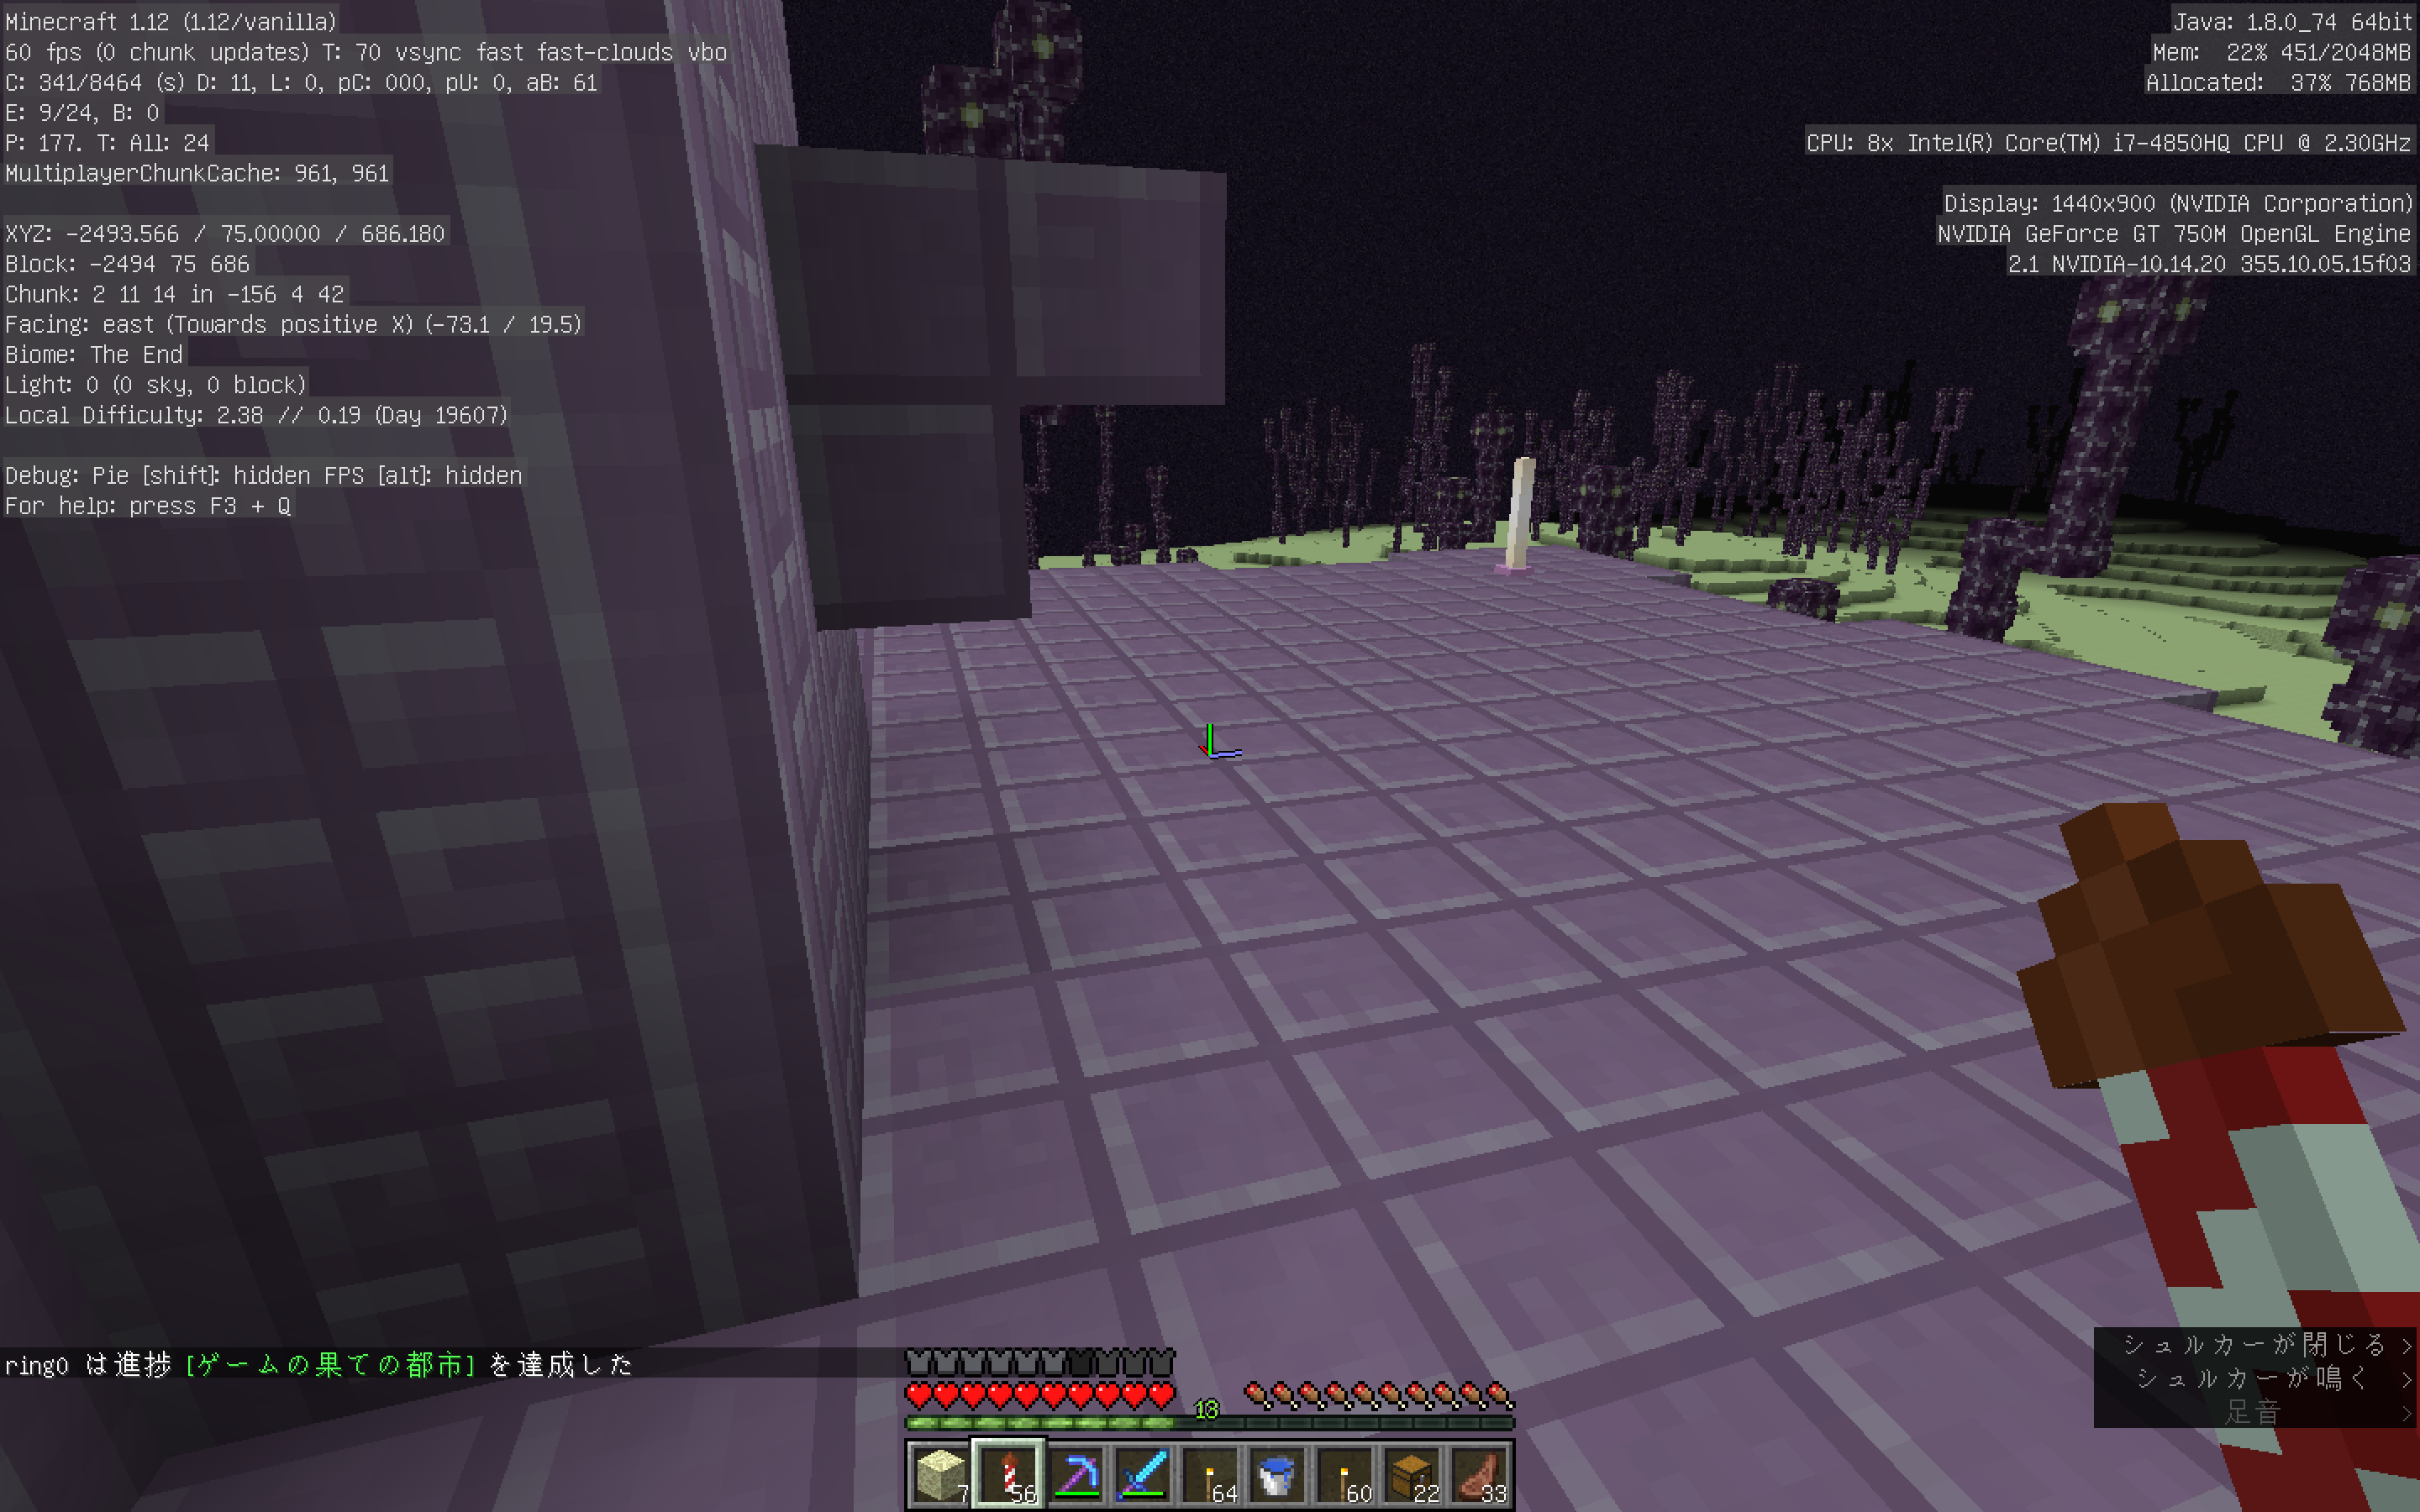 Minecraft 1.12 (1.12/vanilla)
60 fps (0 chunk updates) T: 70 vsync fast fast-clouds vbo
C: 341/8464 (s) D: 11, L: 0, pC: 000, pU: 0, aB: 61
E: 9/24, B: 0
P: 177. T: All: 24
MultiplayerChunkCache: 961, 961
XYZ: -2493.566 / 75.00000 / 686.180
Block: -2494 75 686
Chunk: 2 11 14 in -156 4 42
Facing: east (Towards positive X) (-73.1 / 19.5)
Biome: The End
Light: 0 (0 sky, 0 block)
Local Difficulty: 2.38 // 0.19 (Day 19607)
Debug: Pie [shift]: hidden FPS [alt]: hidden
For help: press F3 + Q
Java: 1.8.0_74 64bit
Mem: 22% 451/2048MB
Allocated: 37% 768MB
CPU: 8x Intel(R) Core(TM) i7-4850HQ CPU @ 2.30GHz
Display: 1440x900 (NVIDIA Corporation)
NVIDIA GeForce GT 750M OpenGL Engine
2.1 NVIDIA-10.14.20 355.10.05.15f03
ring0 は進捗 [ゲームの果ての都市] を達成した
シュルカーが閉じる >
シュルカーが鳴く >
足音 >
18
7 56 64 60 22 33